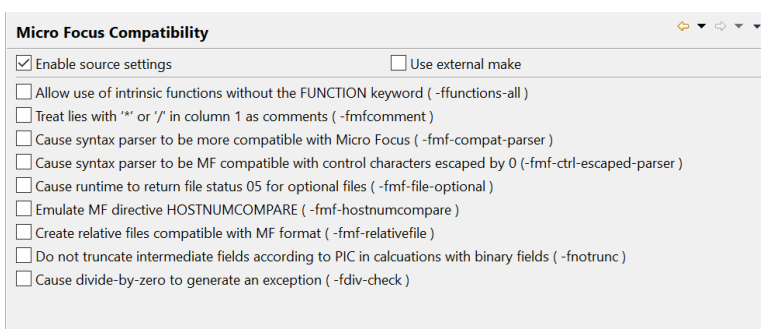 Micro Focus Compatibility
Enable source settings Use external make
Allow use of intrinsic functions without the FUNCTION keyword ( -ffunctions-all )
Treat lies with '*' or '/' in column 1 as comments ( -fmfcomment )
Cause syntax parser to be more compatible with Micro Focus ( -fmf-compat-parser )
Cause syntax parser to be MF compatible with control characters escaped by 0 (-fmf-ctrl-escaped-parser )
Cause runtime to return file status 05 for optional files ( -fmf-file-optional )
Emulate MF directive HOSTNUMCOMPARE ( -fmf-hostnumcompare )
Create relative files compatible with MF format ( -fmf-relativefile )
Do not truncate intermediate fields according to PIC in calcuations with binary fields ( -fnotrunc )
Cause divide-by-zero to generate an exception ( -fdiv-check )